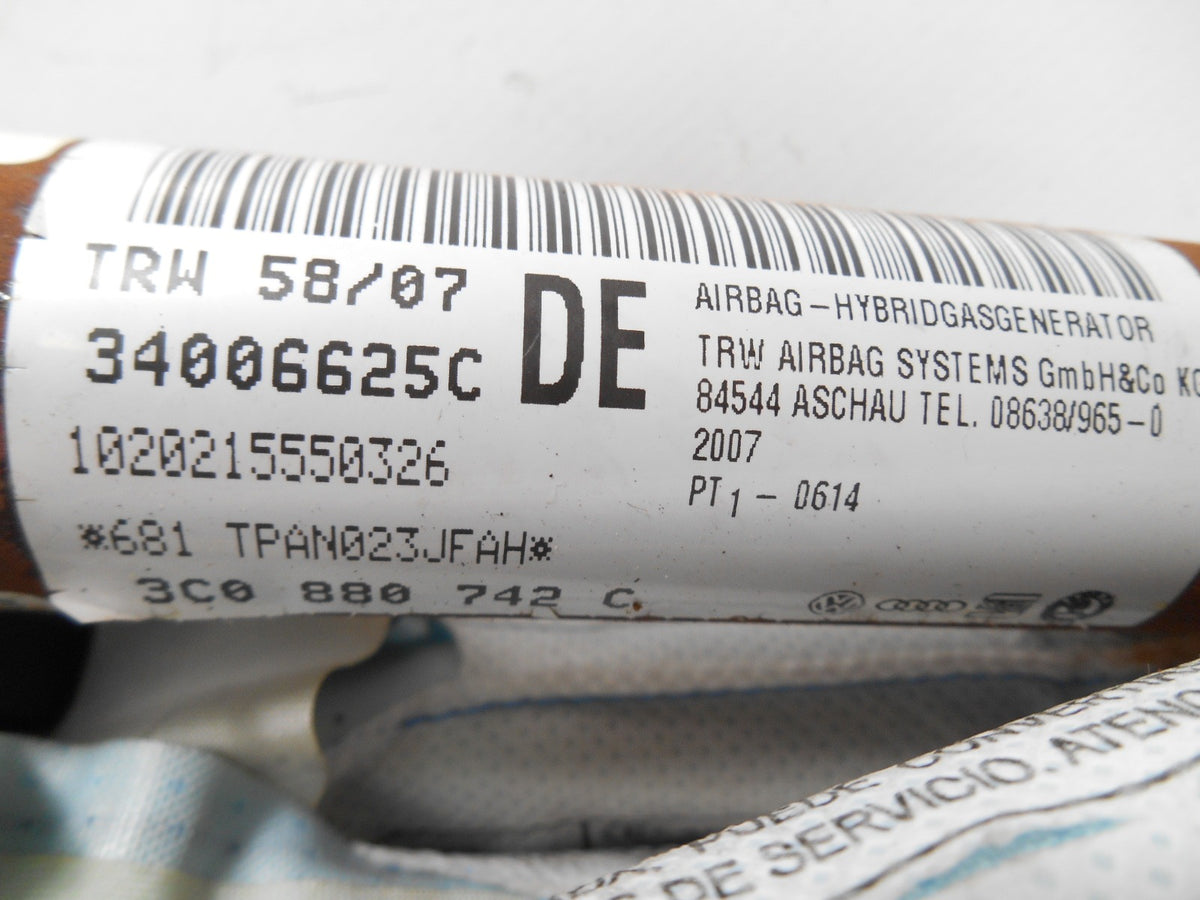 TRW 58/07
34006625C
1020215550326
*681 TPAN023JFAH*
3C0 880 742 C
DE
AIRBAG-HYBRIDGASGENERATOR
TRW AIRBAG SYSTEMS GmbH&Co KG
84544 ASCHAU TEL. 08638/965-0
2007
PT1 - 0614
PUEDE
DE SERVICIO. ATENC